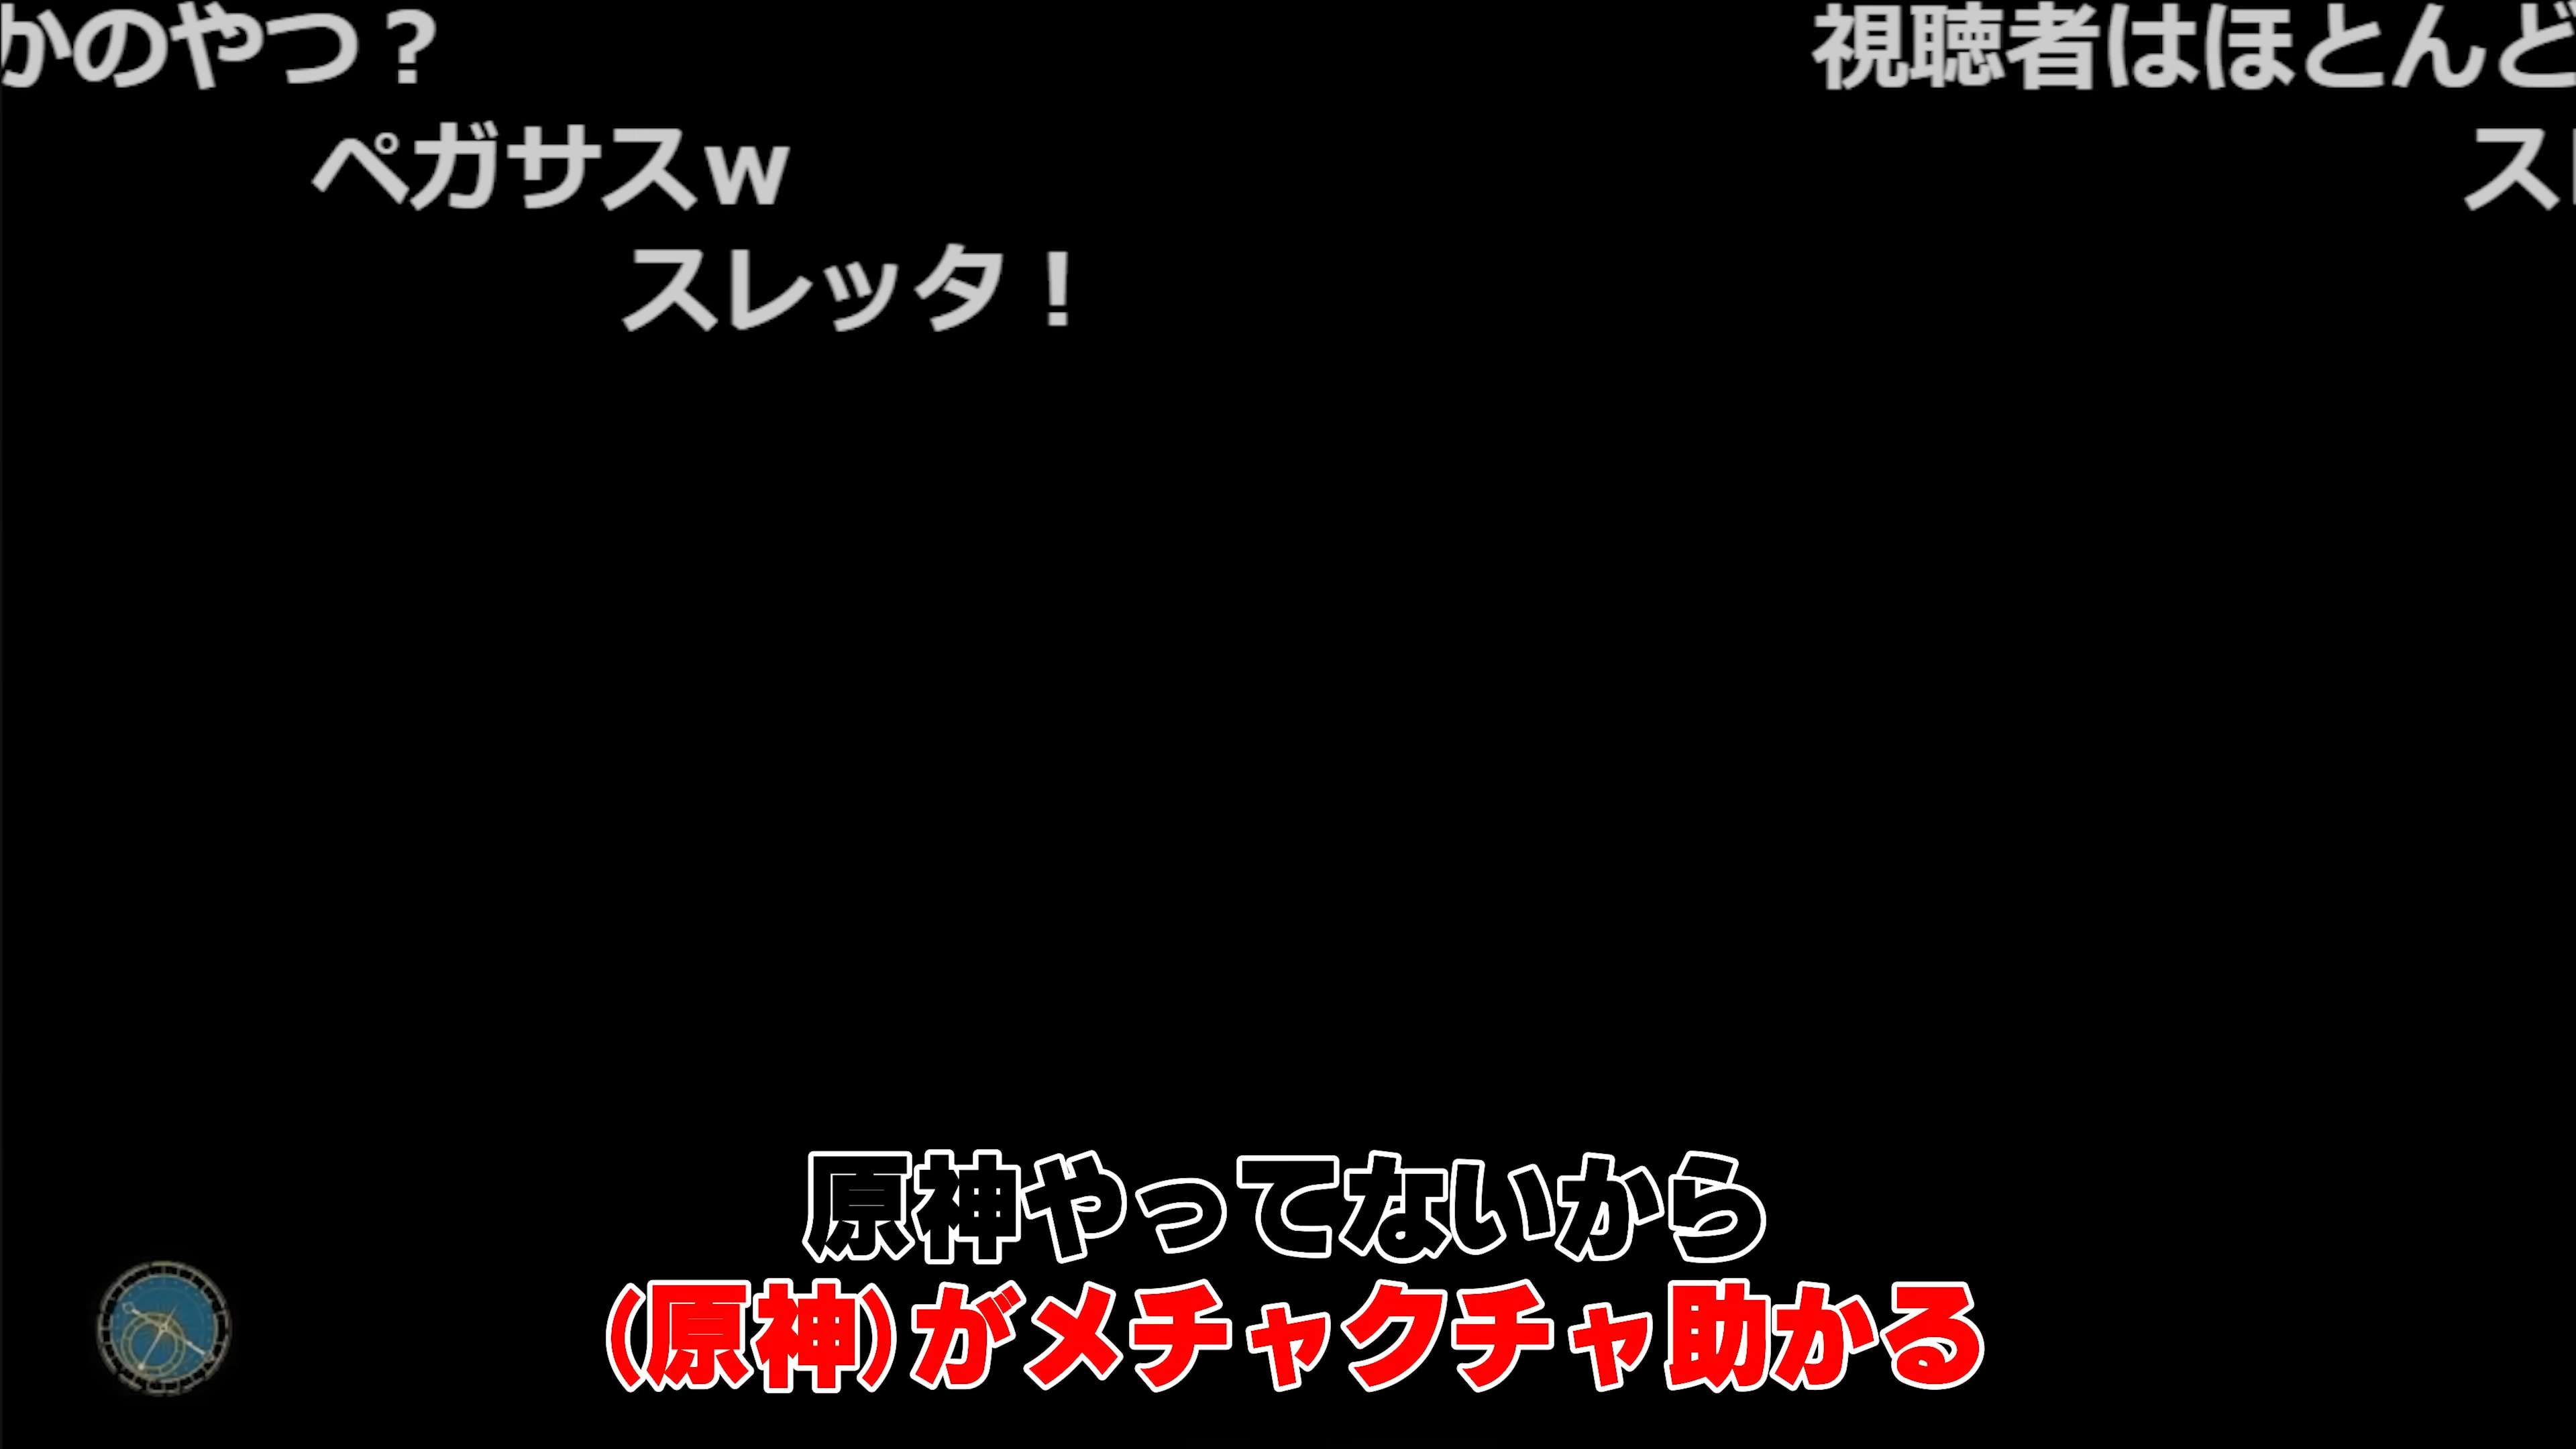 かのやつ？
視聴者はほとんど
ペガサスw
ス
スレッタ！
原神やってないから
(原神)がメチャクチャ助かる